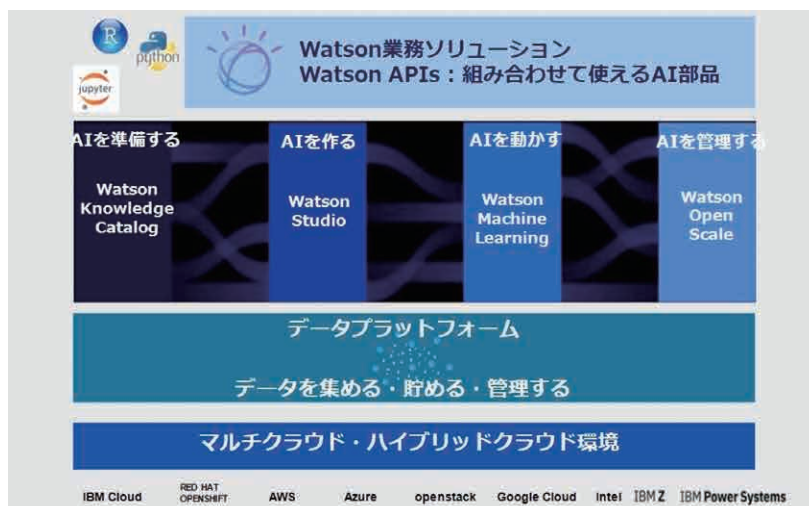 R
python
jupyter
Watson業務ソリューション
Watson APIs：組み合わせて使えるAI部品
AIを準備する
Watson
Knowledge
Catalog
AIを作る
Watson
Studio
AIを動かす
Watson
Machine
Learning
AIを管理する
Watson
Open
Scale
データプラットフォーム
データを集める・貯める・管理する
マルチクラウド・ハイブリッドクラウド環境
IBM Cloud
RED HAT
OPENSHIFT
AWS
Azure
openstack
Google Cloud
Intel
IBM Z
IBM Power Systems